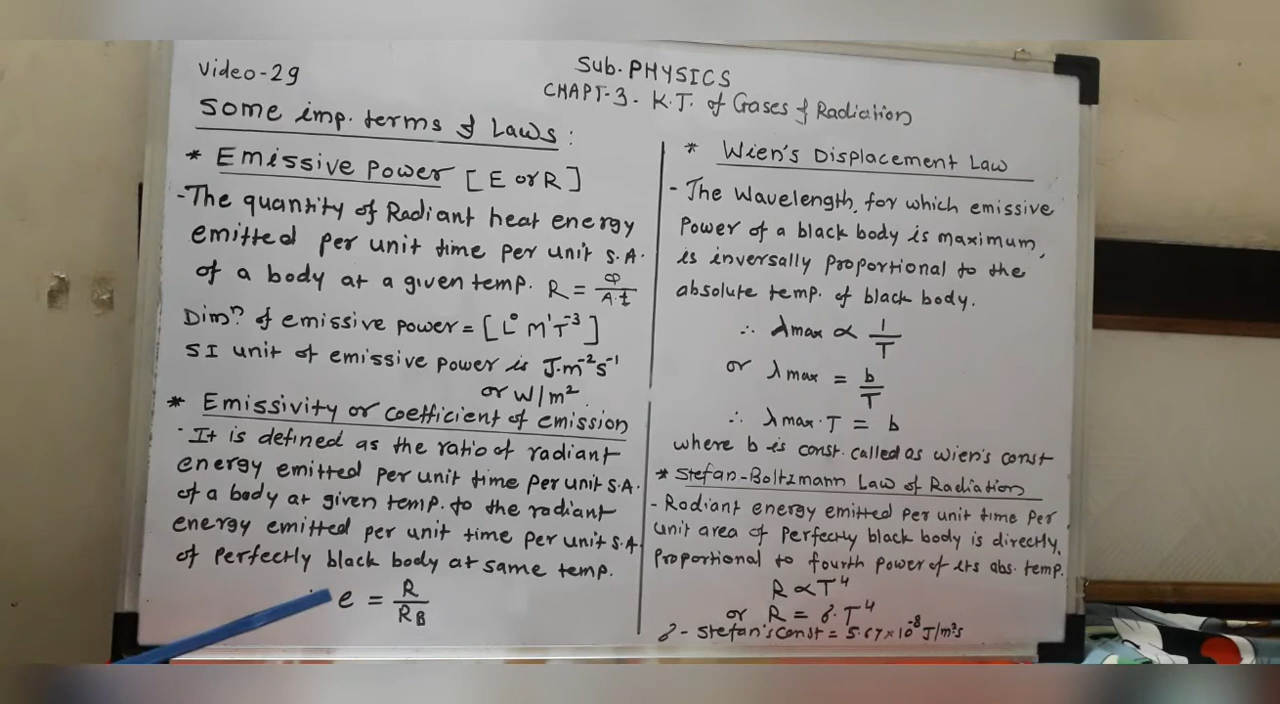 Video-29
Sub. PHYSICS
CHAPT-3. K.T. of Gases & Radiation
Some imp. terms & Laws:
* Emissive Power [E or R]
-The quantity of Radiant heat energy
emitted per unit time per unit S.A.
of a body at a given temp. R = Q/A.t
Dimⁿ. of emissive power = [L⁰ M¹ T⁻³]
SI unit of emissive power is J.m⁻²s⁻¹
or W/m²
* Emissivity or coefficient of emission
- It is defined as the ratio of radiant
energy emitted per unit time per unit S.A.
of a body at given temp. to the radiant
energy emitted per unit time per unit S.A.
of perfectly black body at same temp.
e = R/R_B
* Wien's Displacement Law
- The Wavelength, for which emissive
Power of a black body is maximum,
is inversally proportional to the
absolute temp. of black body.
∴ λmax ∝ 1/T
or λmax = b/T
∴ λmax.T = b
where b is const. called as wien's const
* Stefan-Boltzmann Law of Radiation
- Radiant energy emitted per unit time per
unit area of perfectly black body is directly
proportional to fourth power of its abs. temp.
R ∝ T⁴
or R = σ.T⁴
σ - Stefan's const = 5.67×10⁻⁸ J/m²s